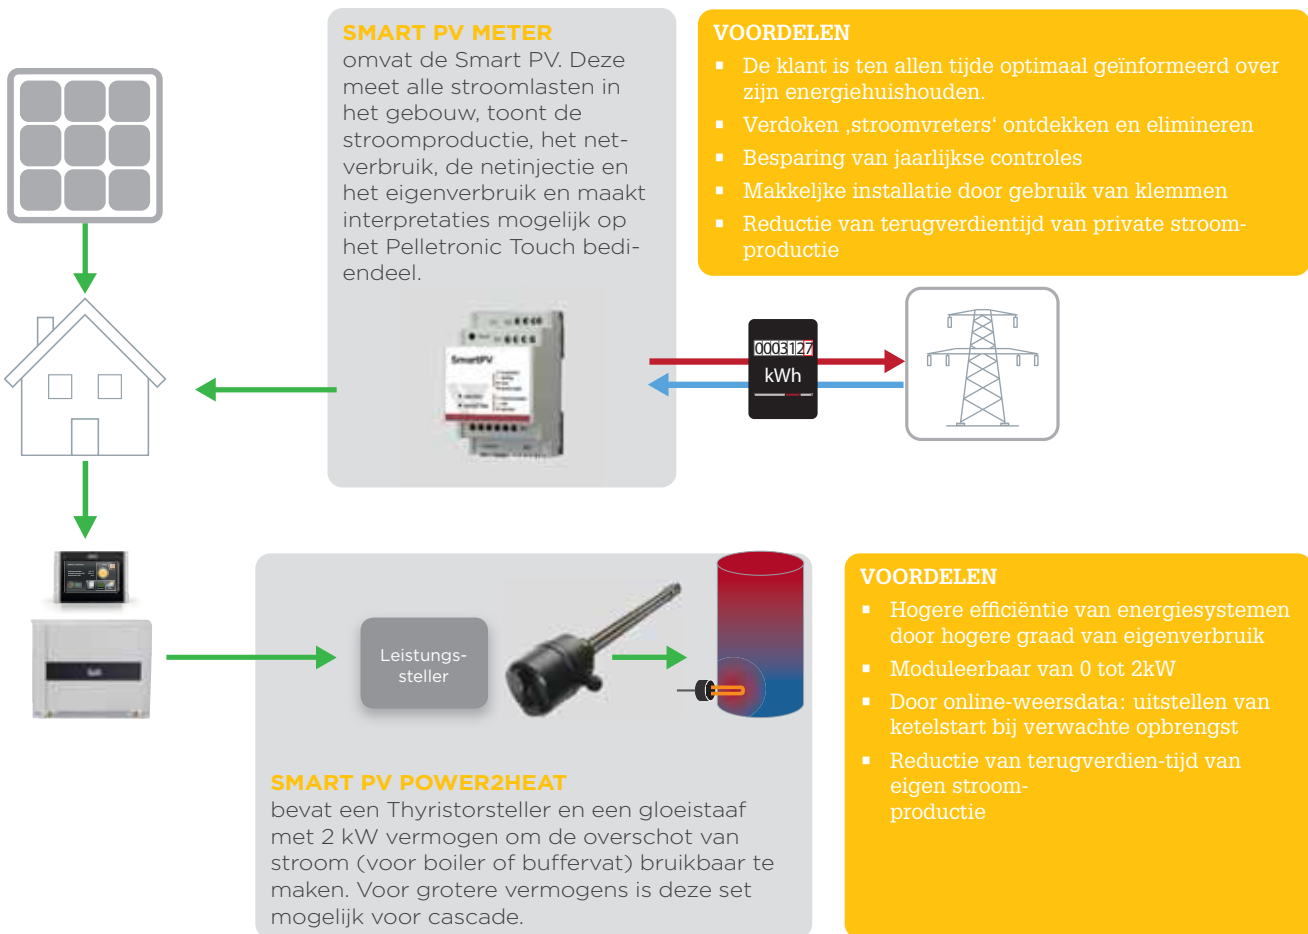 SMART PV METER
omvat de Smart PV. Deze
meet alle stroomlasten in
het gebouw, toont de
stroomproductie, het net-
verbruik, de netinjectie en
het eigenverbruik en maakt
interpretaties mogelijk op
het Pelletronic Touch bedi-
endeel.
VOORDELEN
▪ De klant is ten allen tijde optimaal geïnformeerd over
zijn energiehuishouden.
▪ Verdoken ‚stroomvreters‘ ontdekken en elimineren
▪ Besparing van jaarlijkse controles
▪ Makkeljke installatie door gebruik van klemmen
▪ Reductie van terugverdientijd van private stroom-
productie
SmartPV
0003127
kWh
Leistungs-
steller
SMART PV POWER2HEAT
bevat een Thyristorsteller en een gloeistaaf
met 2 kW vermogen om de overschot van
stroom (voor boiler of buffervat) bruikbaar te
maken. Voor grotere vermogens is deze set
mogelijk voor cascade.
VOORDELEN
▪ Hogere efficiëntie van energiesystemen
door hogere graad van eigenverbruik
▪ Moduleerbaar van 0 tot 2kW
▪ Door online-weersdata: uitstellen van
ketelstart bij verwachte opbrengst
▪ Reductie van terugverdien-tijd van
eigen stroom-
productie